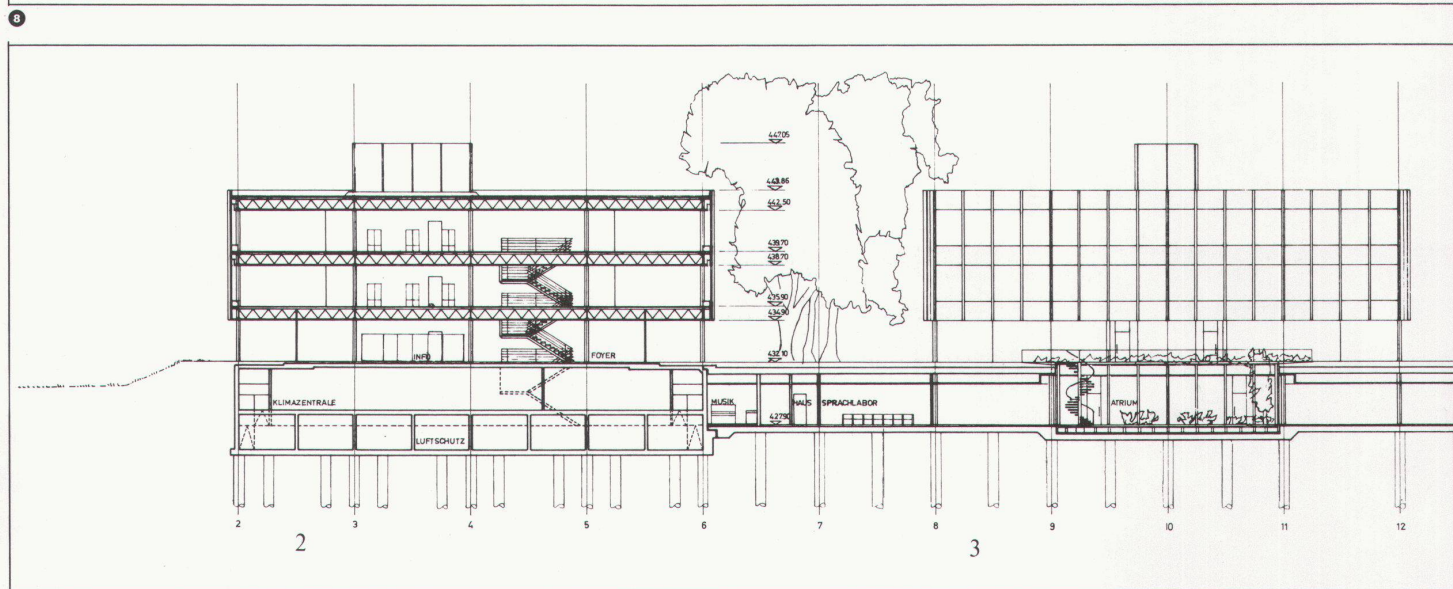 8
447.05
443.86
442.50
439.70
438.70
435.90
434.90
INFO
FOYER
432.10
KLIMAZENTRALE
MUSIK
HAUS
SPRACHLABOR
ATRIUM
427.90
LUFTSCHUTZ
2 3 4 5 6 7 8 9 10 11 12
2 3